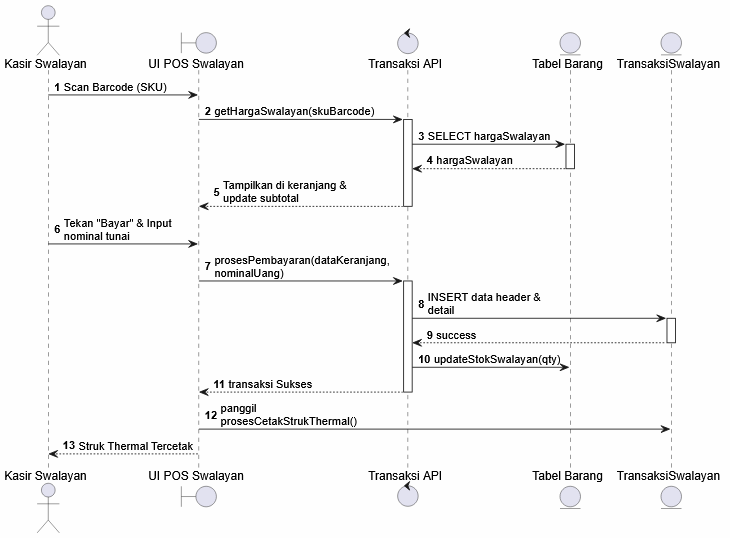 Kasir Swalayan
UI POS Swalayan
Transaksi API
Tabel Barang
TransaksiSwalayan
1 Scan Barcode (SKU)
2 getHargaSwalayan(skuBarcode)
3 SELECT hargaSwalayan
4 hargaSwalayan
5 Tampilkan di keranjang &
update subtotal
6 Tekan "Bayar" & Input
nominal tunai
7 prosesPembayaran(dataKeranjang,
nominalUang)
8 INSERT data header &
detail
9 success
10 updateStokSwalayan(qty)
11 transaksi Sukses
12 panggil
prosesCetakStrukThermal()
13 Struk Thermal Tercetak
Kasir Swalayan
UI POS Swalayan
Transaksi API
Tabel Barang
TransaksiSwalayan